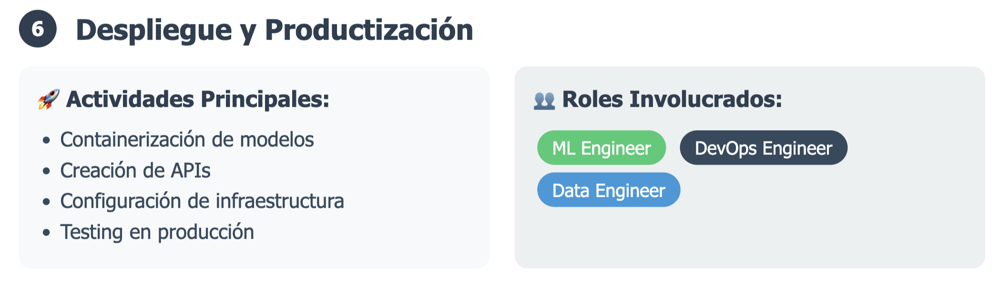 6 Despliegue y Productización
🚀 Actividades Principales:
• Containerización de modelos
• Creación de APIs
• Configuración de infraestructura
• Testing en producción
👥 Roles Involucrados:
ML Engineer DevOps Engineer
Data Engineer